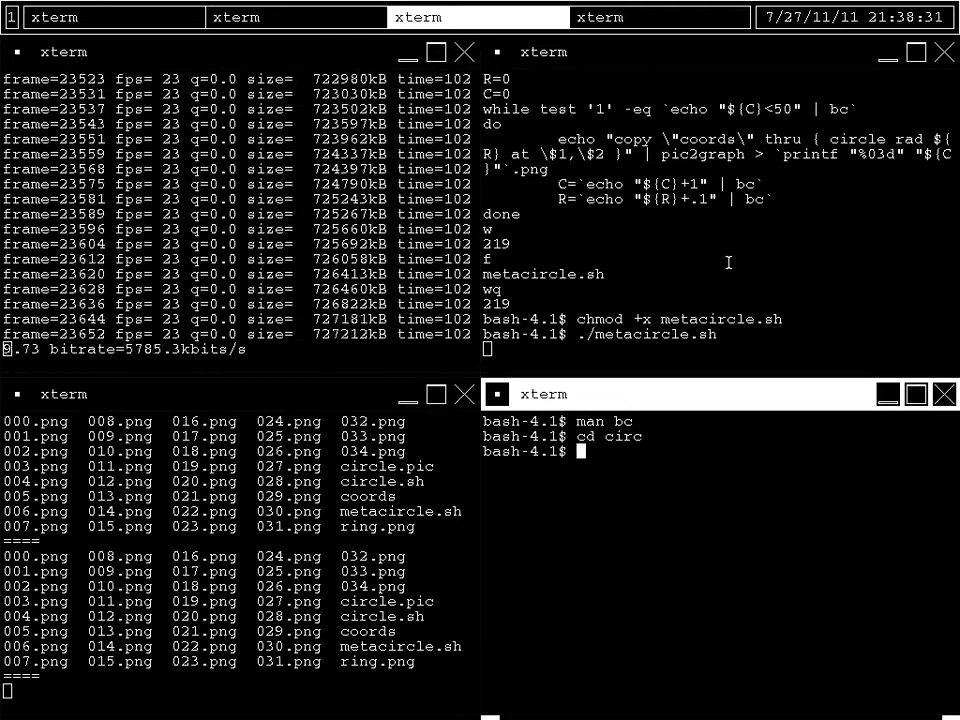 1 xterm xterm xterm xterm 7/27/11/11 21:38:31
xterm
frame=23523 fps= 23 q=0.0 size=  722980kB time=102
frame=23531 fps= 23 q=0.0 size=  723030kB time=102
frame=23537 fps= 23 q=0.0 size=  723502kB time=102
frame=23543 fps= 23 q=0.0 size=  723597kB time=102
frame=23551 fps= 23 q=0.0 size=  723962kB time=102
frame=23559 fps= 23 q=0.0 size=  724337kB time=102
frame=23568 fps= 23 q=0.0 size=  724397kB time=102
frame=23575 fps= 23 q=0.0 size=  724790kB time=102
frame=23581 fps= 23 q=0.0 size=  725243kB time=102
frame=23589 fps= 23 q=0.0 size=  725267kB time=102
frame=23596 fps= 23 q=0.0 size=  725660kB time=102
frame=23604 fps= 23 q=0.0 size=  725692kB time=102
frame=23612 fps= 23 q=0.0 size=  726058kB time=102
frame=23620 fps= 23 q=0.0 size=  726413kB time=102
frame=23628 fps= 23 q=0.0 size=  726460kB time=102
frame=23636 fps= 23 q=0.0 size=  726822kB time=102
frame=23644 fps= 23 q=0.0 size=  727181kB time=102
frame=23652 fps= 23 q=0.0 size=  727212kB time=102
9.73 bitrate=5785.3kbits/s
xterm
R=0
C=0
while test '1' -eq `echo "${C}<50" | bc`
do
        echo "copy \"coords\" thru { circle rad ${
R} at \$1,\$2 }" | pic2graph > `printf "%03d" "${C
}"`.png
        C=`echo "${C}+1" | bc`
        R=`echo "${R}+.1" | bc`
done
w
219
f
metacircle.sh
wq
219
bash-4.1$ chmod +x metacircle.sh
bash-4.1$ ./metacircle.sh
xterm
000.png  008.png  016.png  024.png  032.png
001.png  009.png  017.png  025.png  033.png
002.png  010.png  018.png  026.png  034.png
003.png  011.png  019.png  027.png  circle.pic
004.png  012.png  020.png  028.png  circle.sh
005.png  013.png  021.png  029.png  coords
006.png  014.png  022.png  030.png  metacircle.sh
007.png  015.png  023.png  031.png  ring.png
====
000.png  008.png  016.png  024.png  032.png
001.png  009.png  017.png  025.png  033.png
002.png  010.png  018.png  026.png  034.png
003.png  011.png  019.png  027.png  circle.pic
004.png  012.png  020.png  028.png  circle.sh
005.png  013.png  021.png  029.png  coords
006.png  014.png  022.png  030.png  metacircle.sh
007.png  015.png  023.png  031.png  ring.png
====
xterm
bash-4.1$ man bc
bash-4.1$ cd circ
bash-4.1$